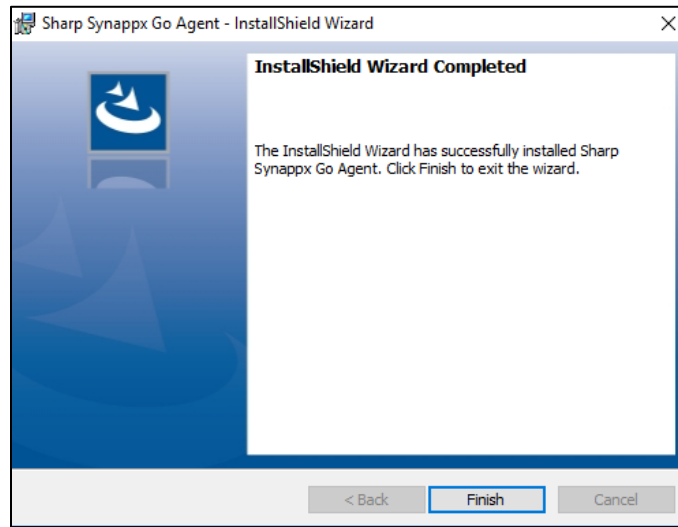 Sharp Synappx Go Agent - InstallShield Wizard
InstallShield Wizard Completed
The InstallShield Wizard has successfully installed Sharp
Synappx Go Agent. Click Finish to exit the wizard.
< Back
Finish
Cancel